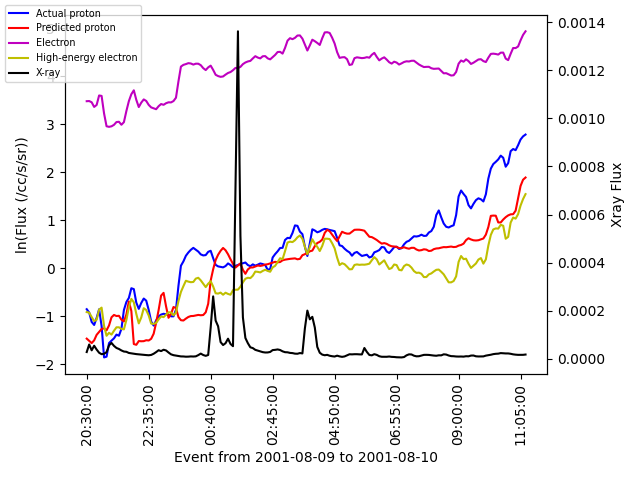 Actual proton
Predicted proton
Electron
High-energy electron
X-ray
ln(Flux (/cc/s/sr))
3
2
1
0
−1
−2
0.0014
0.0012
0.0010
0.0008
0.0006
0.0004
0.0002
0.0000
Xray Flux
20:30:00
22:35:00
00:40:00
02:45:00
04:50:00
06:55:00
09:00:00
11:05:00
Event from 2001-08-09 to 2001-08-10